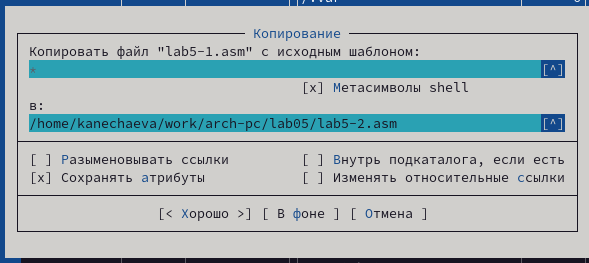 Копирование
Копировать файл "lab5-1.asm" с исходным шаблоном:
* [^]
[x] Метасимволы shell
в:
/home/kanechaeva/work/arch-pc/lab05/lab5-2.asm [^]
[ ] Разыменовывать ссылки [ ] Внутрь подкаталога, если есть
[x] Сохранять атрибуты [ ] Изменять относительные ссылки
[< Хорошо >] [ В фоне ] [ Отмена ]